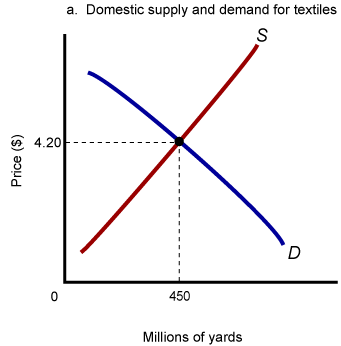 a. Domestic supply and demand for textiles
S
Price ($)
4.20
D
0
450
Millions of yards